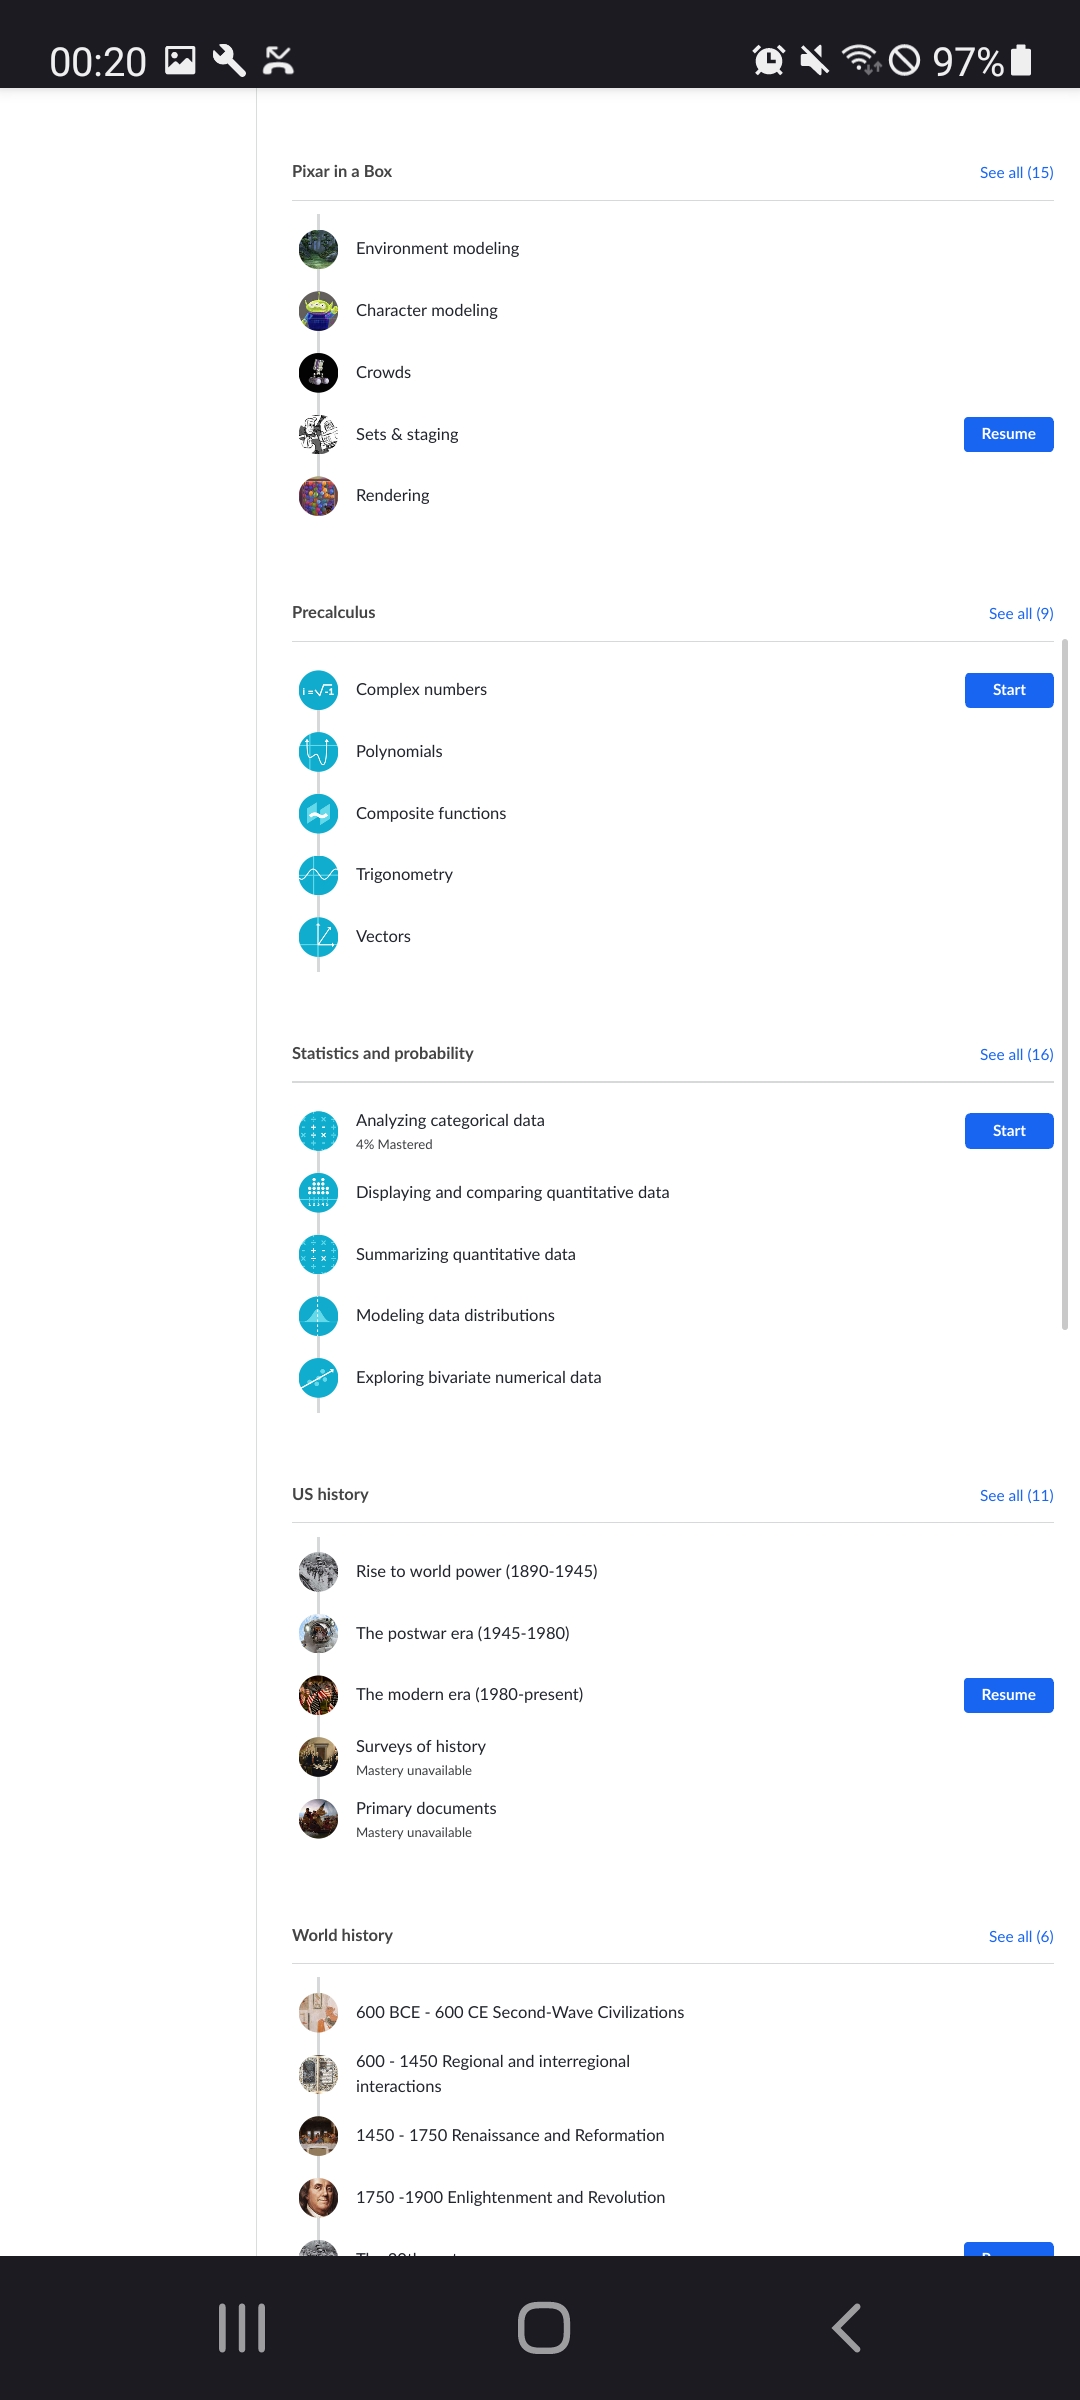 00:20
97%
Pixar in a Box
See all (15)
Environment modeling
Character modeling
Crowds
Sets & staging
Resume
Rendering
Precalculus
See all (9)
i = √-1
Complex numbers
Start
Polynomials
Composite functions
Trigonometry
Vectors
Statistics and probability
See all (16)
Analyzing categorical data
4% Mastered
Start
Displaying and comparing quantitative data
Summarizing quantitative data
Modeling data distributions
Exploring bivariate numerical data
US history
See all (11)
Rise to world power (1890-1945)
The postwar era (1945-1980)
The modern era (1980-present)
Resume
Surveys of history
Mastery unavailable
Primary documents
Mastery unavailable
World history
See all (6)
600 BCE - 600 CE Second-Wave Civilizations
600 - 1450 Regional and interregional
interactions
1450 - 1750 Renaissance and Reformation
1750 -1900 Enlightenment and Revolution